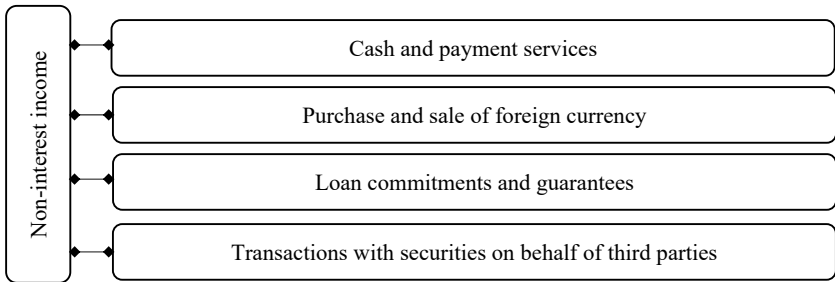 Non-interest income
Cash and payment services
Purchase and sale of foreign currency
Loan commitments and guarantees
Transactions with securities on behalf of third parties